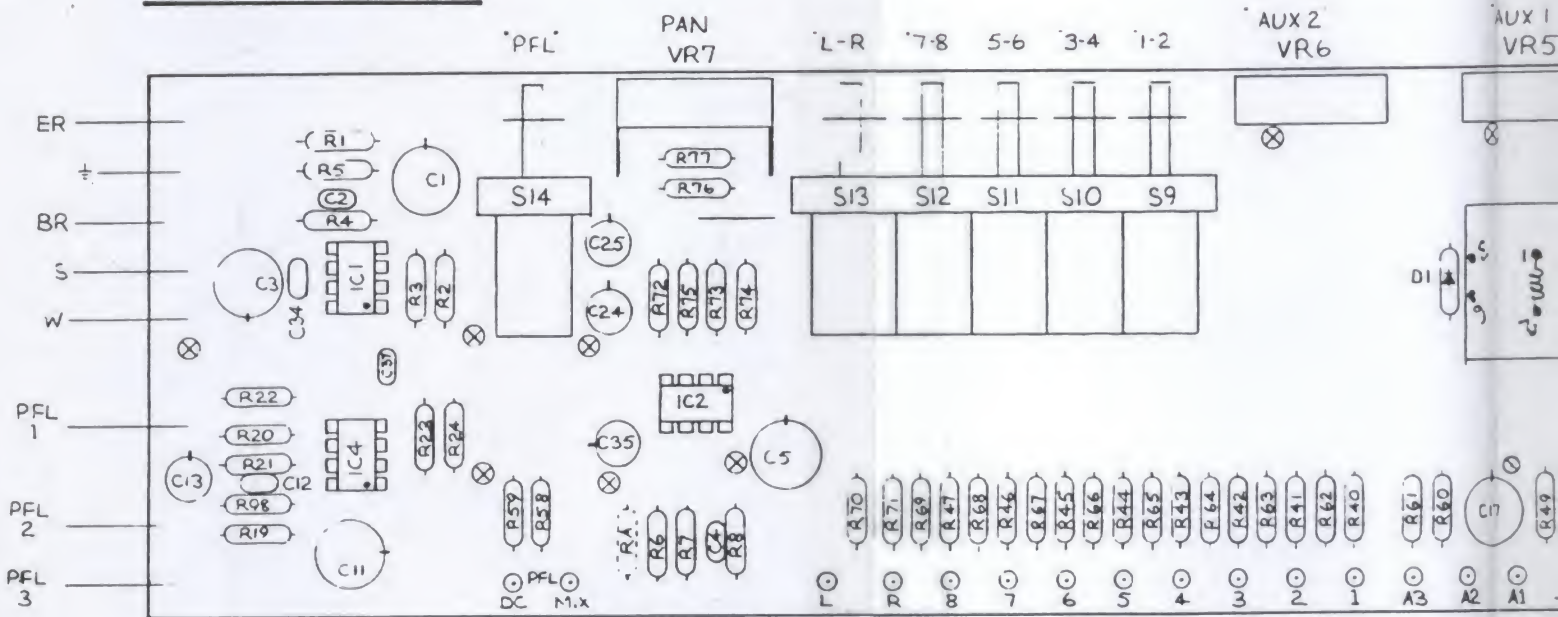 AUX 2
AUX 1
PAN
"PFL"
VR7
L-R
7-8
5-6
3-4
1-2
VR6
VR5
ER
BR
S
W
PFL
1
PFL
2
PFL
3
R1
R5
C2
R4
C1
S14
R77
R76
S13
S12
S11
S10
S9
C25
C3
C34
IC1
R3
R2
C24
R72
R75
R73
R74
D1
5
6
1
2
C37
R22
R20
R21
C12
R98
R19
C13
IC4
R23
R24
C11
IC2
C35
C5
R59
R58
RA
R6
R7
C4
R8
R70
R71
R69
R47
R68
R46
R67
R45
R66
R44
R65
R43
R64
R42
R63
R41
R62
R40
R61
R60
C17
R49
PFL
DC
M.X
L
R
8
7
6
5
4
3
2
1
A3
A2
A1